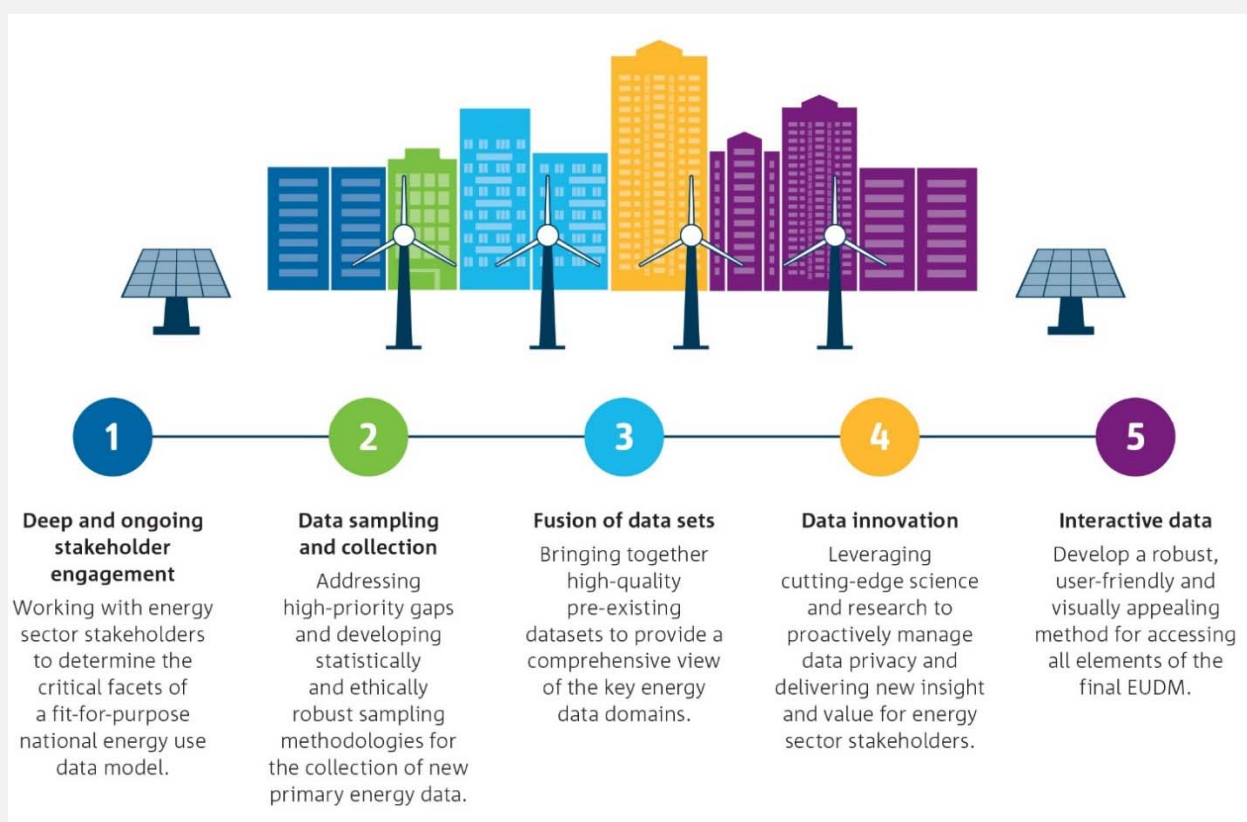 1
Deep and ongoing
stakeholder
engagement
Working with energy
sector stakeholders
to determine the
critical facets of
a fit-for-purpose
national energy use
data model.
2
Data sampling
and collection
Addressing
high-priority gaps
and developing
statistically
and ethically
robust sampling
methodologies for
the collection of new
primary energy data.
3
Fusion of data sets
Bringing together
high-quality
pre-existing
datasets to provide a
comprehensive view
of the key energy
data domains.
4
Data innovation
Leveraging
cutting-edge science
and research to
proactively manage
data privacy and
delivering new insight
and value for energy
sector stakeholders.
5
Interactive data
Develop a robust,
user-friendly and
visually appealing
method for accessing
all elements of the
final EUDM.